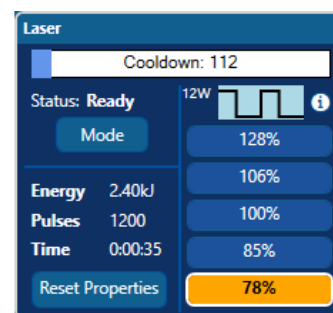 Laser
Cooldown: 112
Status: Ready
Mode
Energy 2.40kJ
Pulses 1200
Time 0:00:35
Reset Properties
12W
i
128%
106%
100%
85%
78%